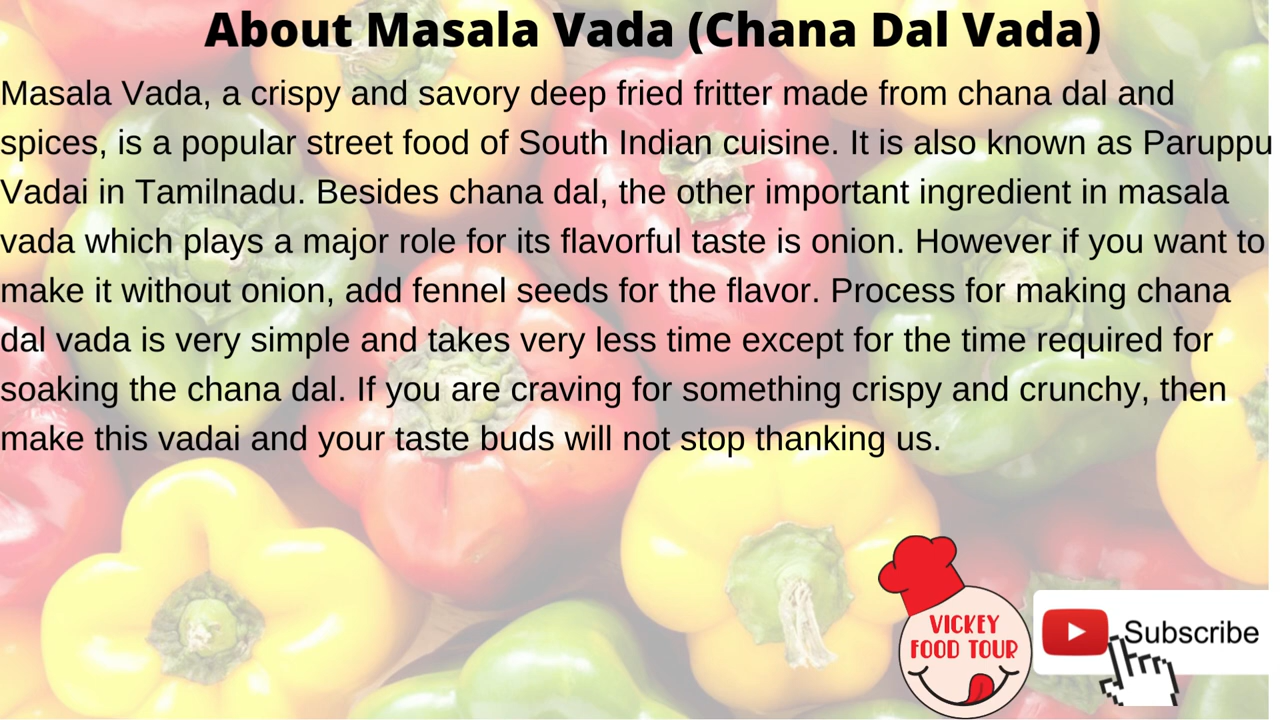 About Masala Vada (Chana Dal Vada)
Masala Vada, a crispy and savory deep fried fritter made from chana dal and
spices, is a popular street food of South Indian cuisine. It is also known as Paruppu
Vadai in Tamilnadu. Besides chana dal, the other important ingredient in masala
vada which plays a major role for its flavorful taste is onion. However if you want to
make it without onion, add fennel seeds for the flavor. Process for making chana
dal vada is very simple and takes very less time except for the time required for
soaking the chana dal. If you are craving for something crispy and crunchy, then
make this vadai and your taste buds will not stop thanking us.
VICKEY
FOOD TOUR
Subscribe